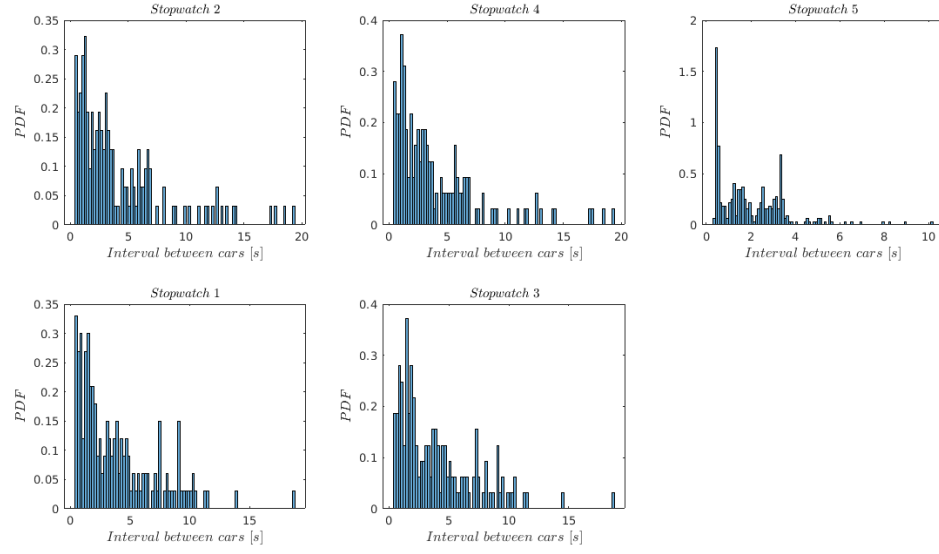 Stopwatch 2
0.35
0.3
0.25
0.2
0.15
0.1
0.05
0
PDF
0 5 10 15 20
Interval between cars [s]
Stopwatch 4
0.4
0.3
0.2
0.1
0
PDF
0 5 10 15 20
Interval between cars [s]
Stopwatch 5
2
1.5
1
0.5
0
PDF
0 2 4 6 8 10
Interval between cars [s]
Stopwatch 1
0.35
0.3
0.25
0.2
0.15
0.1
0.05
0
PDF
0 5 10 15
Interval between cars [s]
Stopwatch 3
0.4
0.3
0.2
0.1
0
PDF
0 5 10 15
Interval between cars [s]